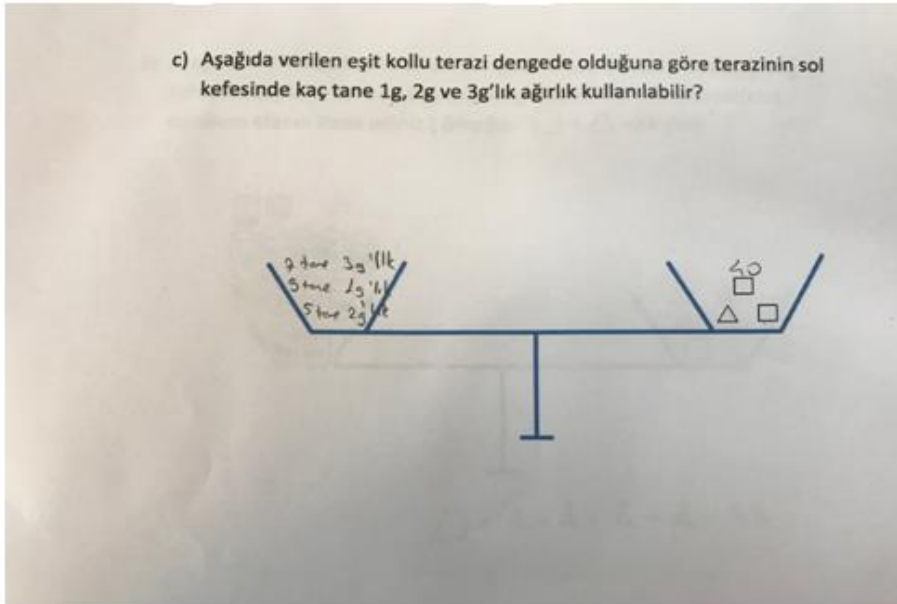 c) Aşağıda verilen eşit kollu terazi dengede olduğuna göre terazinin sol
kefesinde kaç tane 1g, 2g ve 3g'lık ağırlık kullanılabilir?
7 tane 3g'lık
5 tane 1g'lık
5 tane 2g'lık